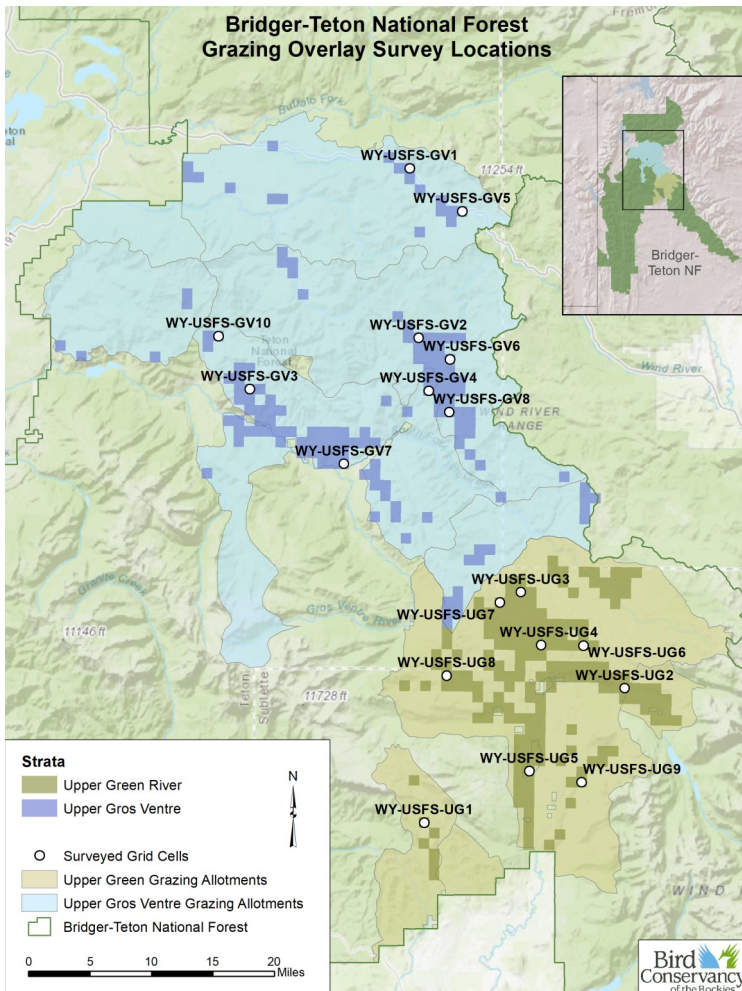 Bridger-Teton National Forest
Grazing Overlay Survey Locations
Buffalo Fork
WY-USFS-GV1
11254 ft
WY-USFS-GV5
Bridger-
Teton NF
WY-USFS-GV10
WY-USFS-GV2
Teton
National
Forest
WY-USFS-GV6
Wind River
WY-USFS-GV3
WY-USFS-GV4
WY-USFS-GV8
WIND RIVER
RANGE
WY-USFS-GV7
Granite Creek
WY-USFS-UG3
Gros Ventre River
WY-USFS-UG7
11146 ft
WY-USFS-UG4
WY-USFS-UG6
WY-USFS-UG8
WY-USFS-UG2
Teton
Sublette
11728 ft
WY-USFS-UG5
WY-USFS-UG9
WY-USFS-UG1
WIND
Strata
Upper Green River
Upper Gros Ventre
N
Surveyed Grid Cells
Upper Green Grazing Allotments
Upper Gros Ventre Grazing Allotments
Bridger-Teton National Forest
0 5 10 15 20
Miles
Bird
Conservancy
of the Rockies